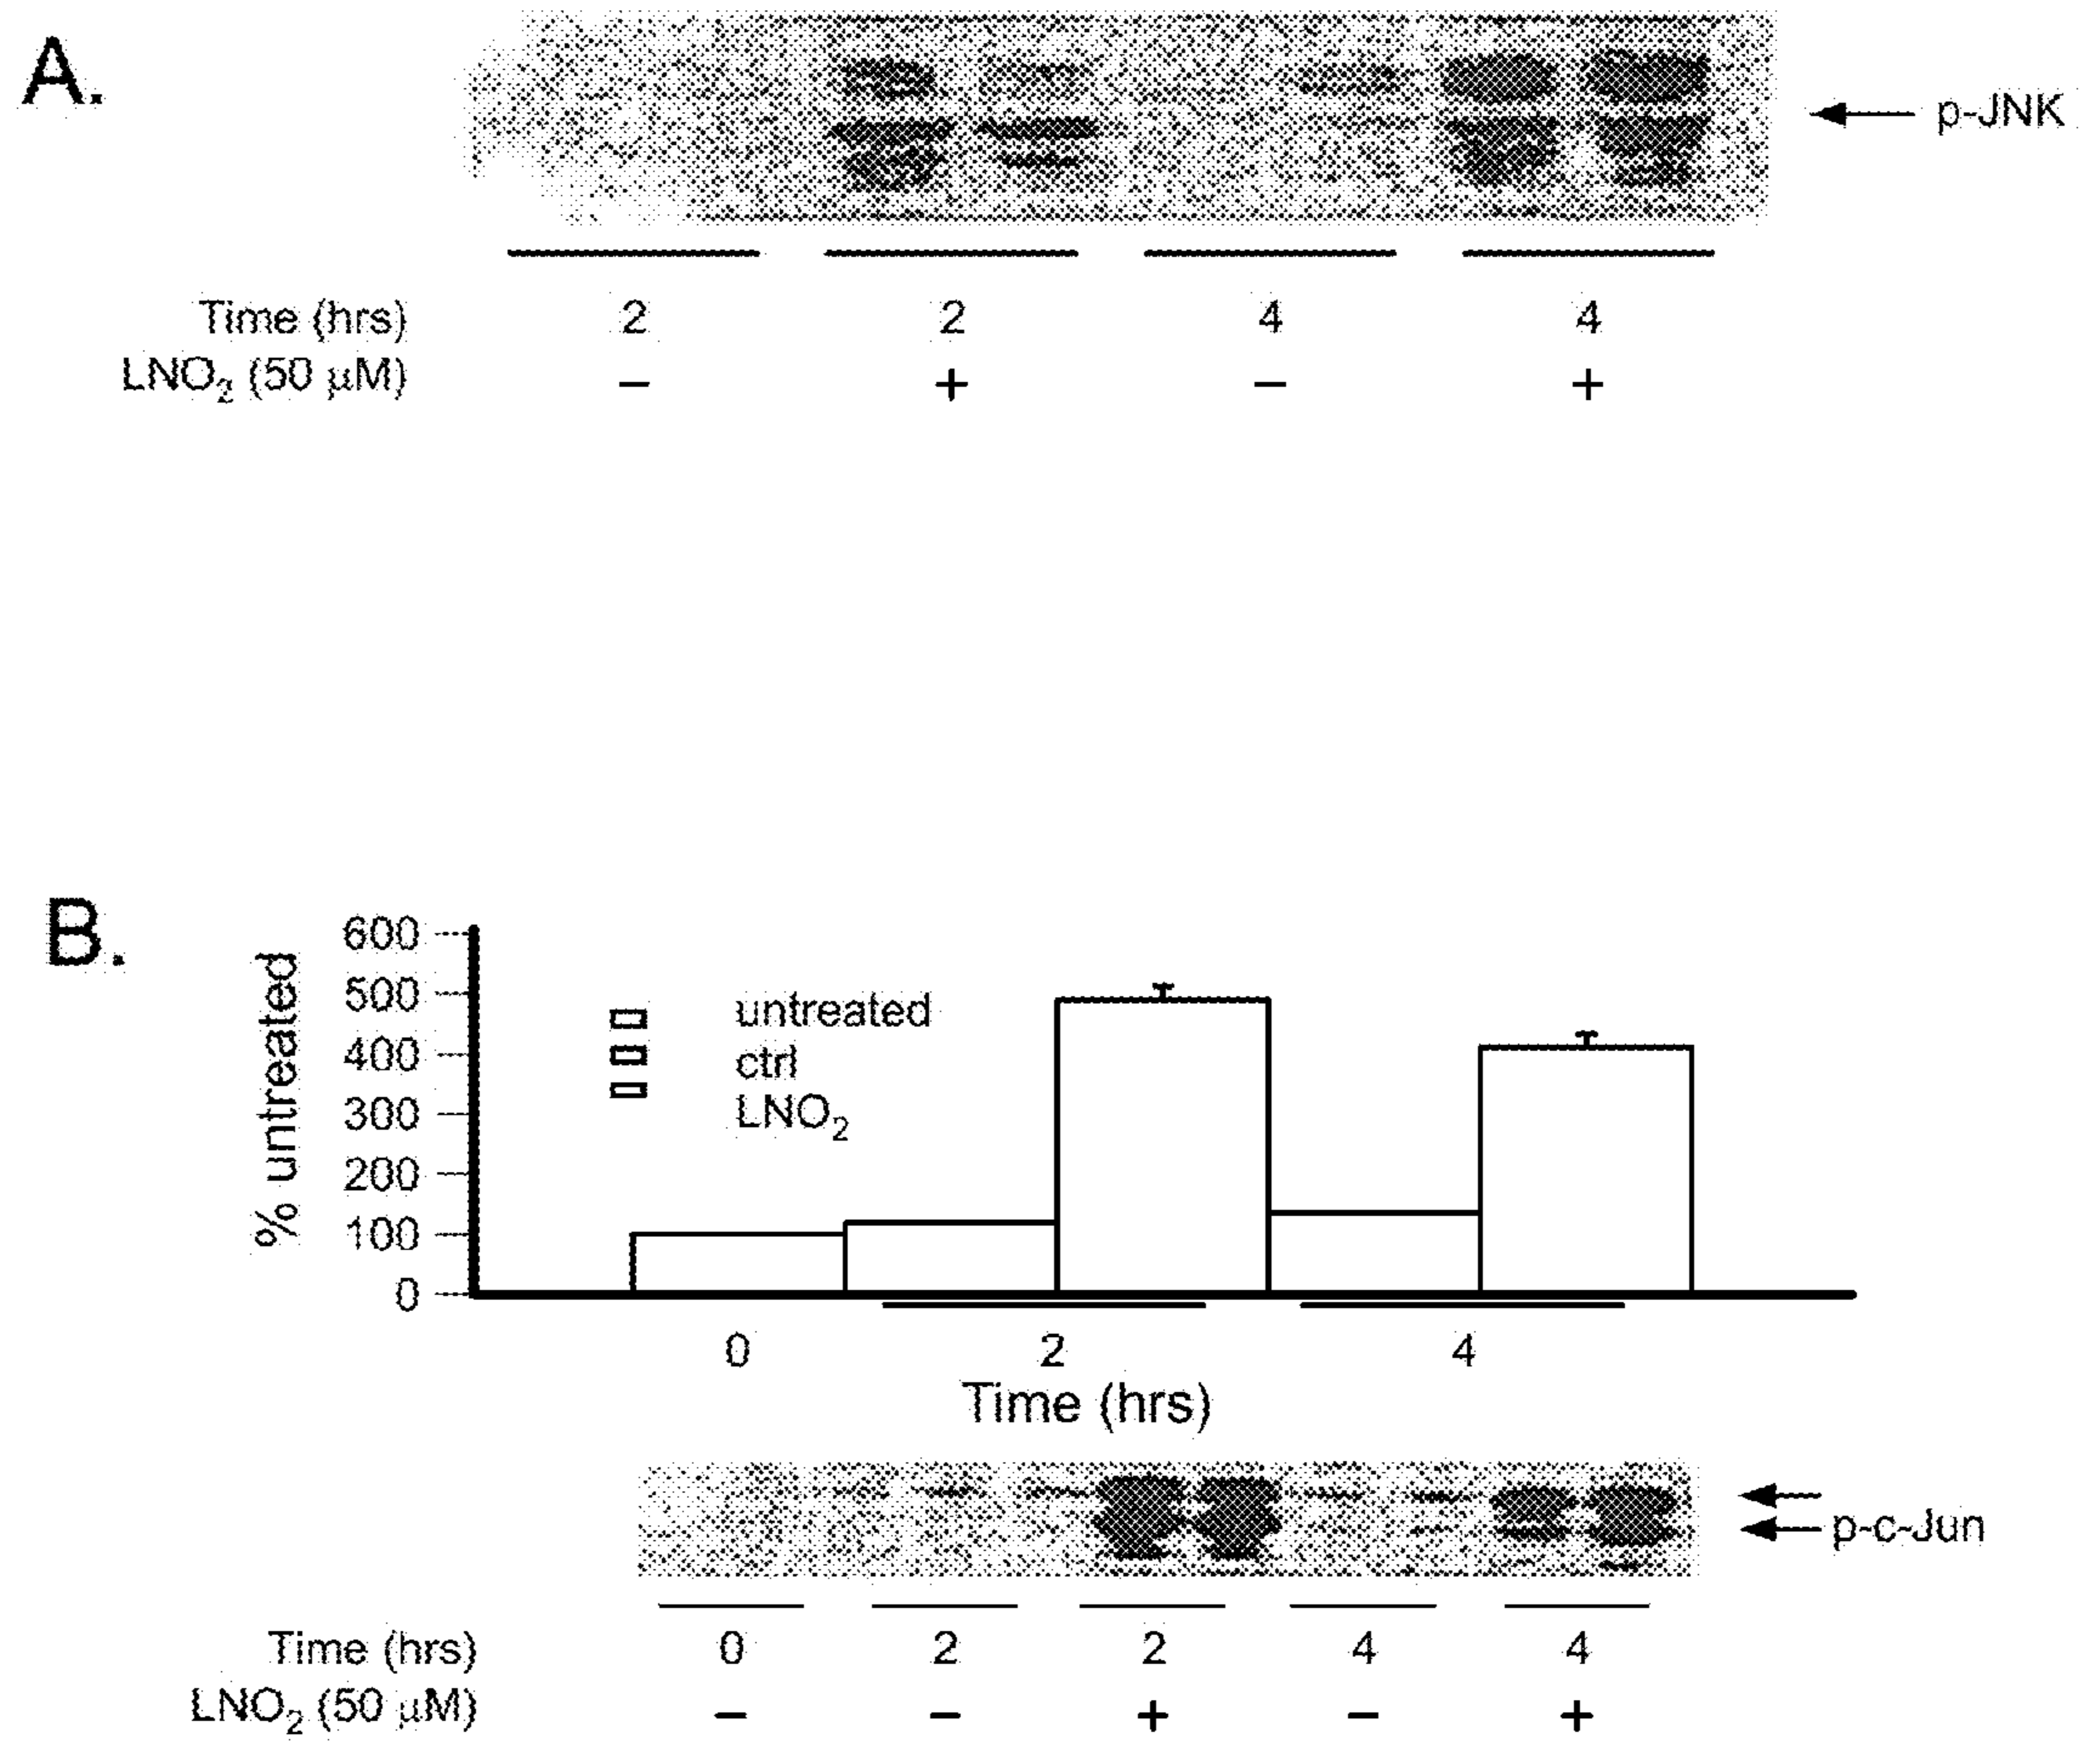 A.
p-JNK
Time (hrs) 2 2 4 4
LNO₂ (50 µM) − + − +
B.
% untreated
600
500
400
300
200
100
0
untreated
ctrl
LNO₂
0 2 4
Time (hrs)
p-c-Jun
Time (hrs) 0 2 2 4 4
LNO₂ (50 µM) − − + − +